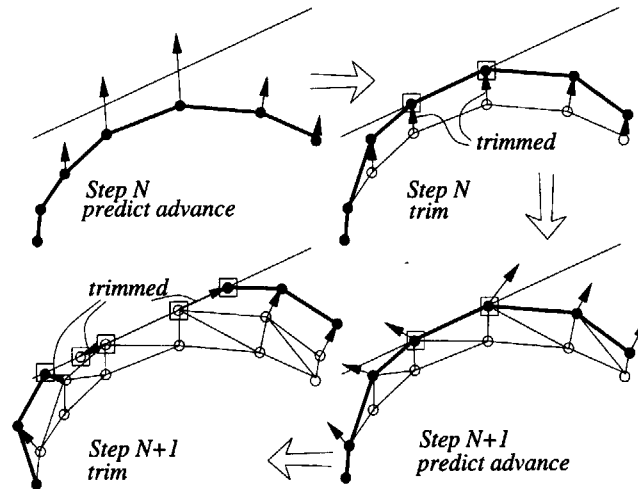 Step N
predict advance
trimmed
Step N
trim
trimmed
Step N+1
trim
Step N+1
predict advance